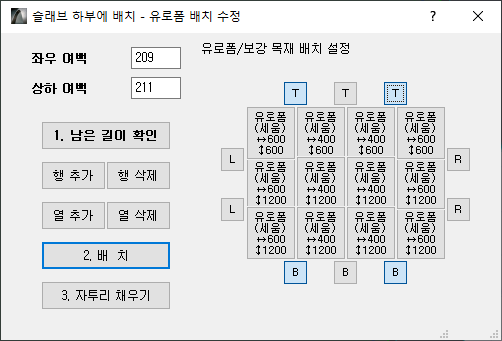 슬래브 하부에 배치 - 유로폼 배치 수정
?
좌우 여백
209
유로폼/보강 목재 배치 설정
상하 여백
211
T
T
T
1. 남은 길이 확인
유로폼
(세움)
↔600
↕600
유로폼
(세움)
↔400
↕600
유로폼
(세움)
↔400
↕600
유로폼
(세움)
↔600
↕600
L
R
행 추가
행 삭제
유로폼
(세움)
↔600
↕1200
유로폼
(세움)
↔400
↕1200
유로폼
(세움)
↔400
↕1200
유로폼
(세움)
↔600
↕1200
L
R
열 추가
열 삭제
유로폼
(세움)
↔600
↕1200
유로폼
(세움)
↔400
↕1200
유로폼
(세움)
↔400
↕1200
유로폼
(세움)
↔600
↕1200
2. 배 치
B
B
B
3. 자투리 채우기